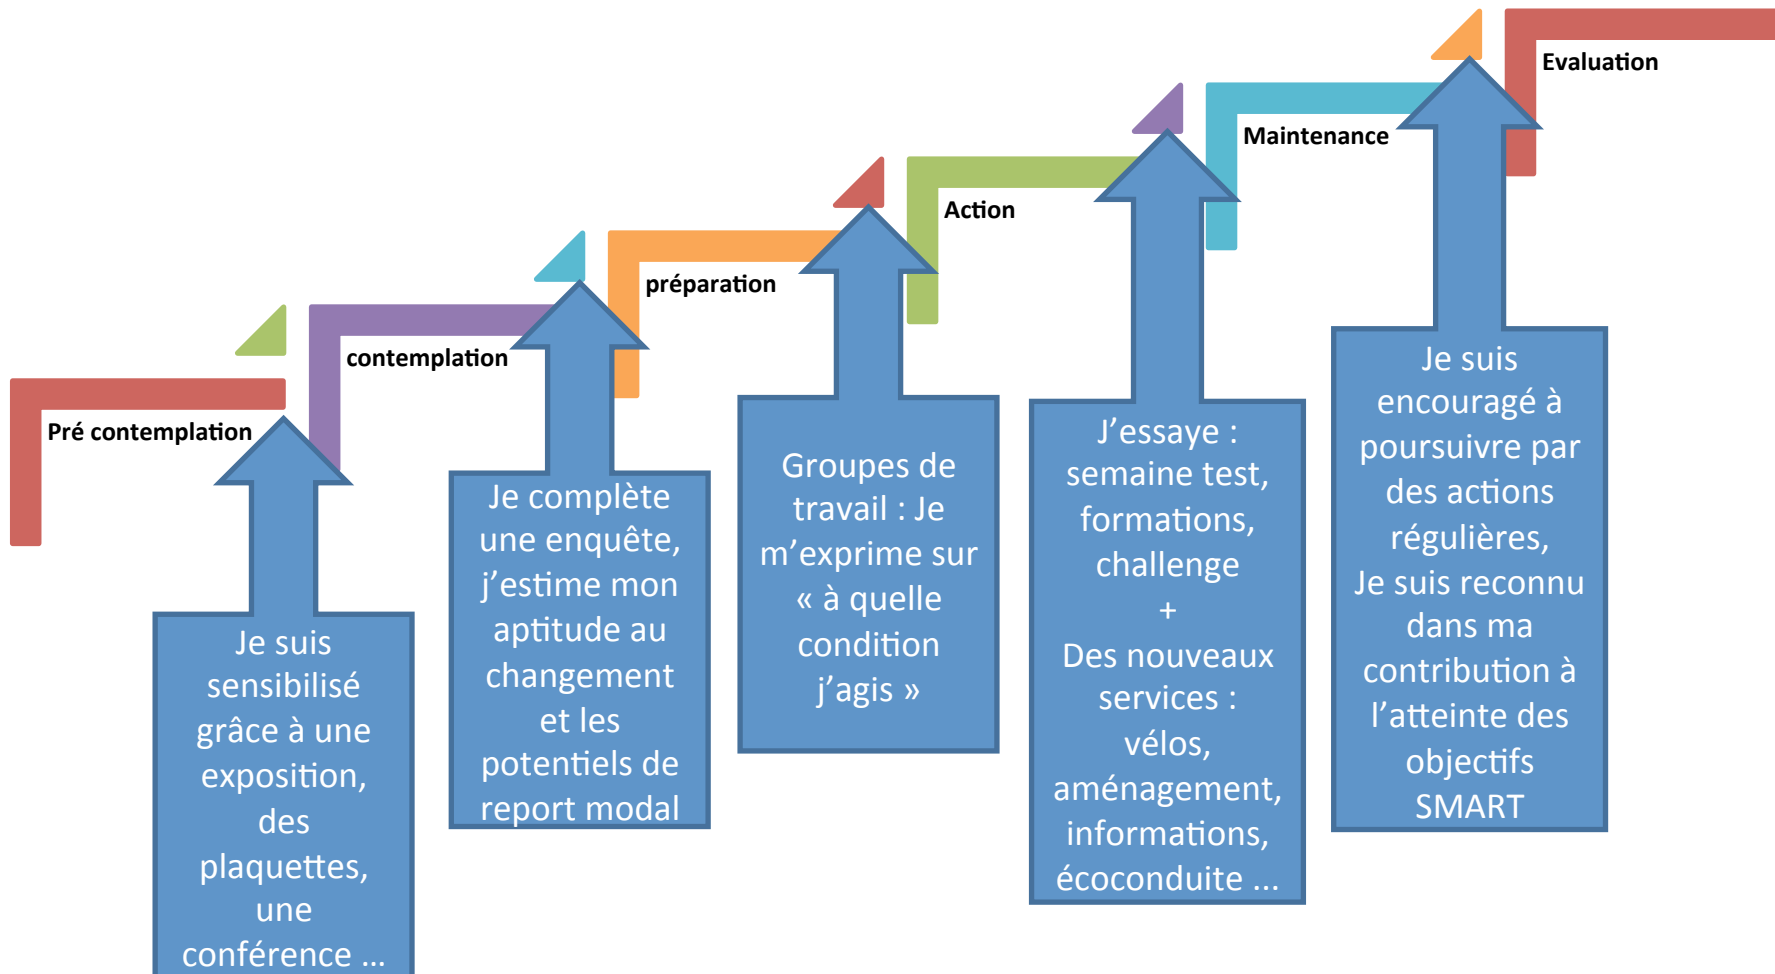 Pré contemplation
contemplation
préparation
Action
Maintenance
Evaluation
Je suis
sensibilisé
grâce à une
exposition,
des
plaquettes,
une
conférence ...
Je complète
une enquête,
j’estime mon
aptitude au
changement
et les
potentiels de
report modal
Groupes de
travail : Je
m’exprime sur
« à quelle
condition
j’agis »
J’essaye :
semaine test,
formations,
challenge
+
Des nouveaux
services :
vélos,
aménagement,
informations,
écoconduite ...
Je suis
encouragé à
poursuivre par
des actions
régulières,
Je suis reconnu
dans ma
contribution à
l’atteinte des
objectifs
SMART